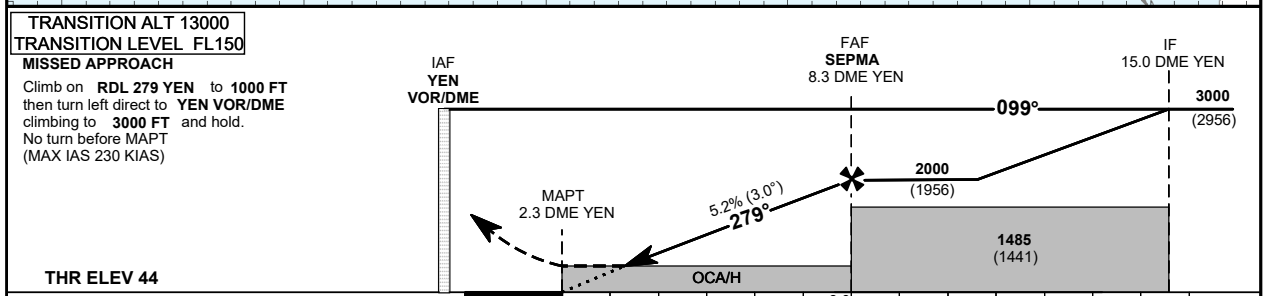 TRANSITION ALT 13000
TRANSITION LEVEL FL150
MISSED APPROACH
Climb on RDL 279 YEN to 1000 FT
then turn left direct to YEN VOR/DME
climbing to 3000 FT and hold.
No turn before MAPT
(MAX IAS 230 KIAS)
IAF
YEN
VOR/DME
FAF
SEPMA
8.3 DME YEN
IF
15.0 DME YEN
099°
3000
(2956)
2000
(1956)
MAPT
2.3 DME YEN
5.2% (3.0°)
279°
1485
(1441)
OCA/H
THR ELEV 44